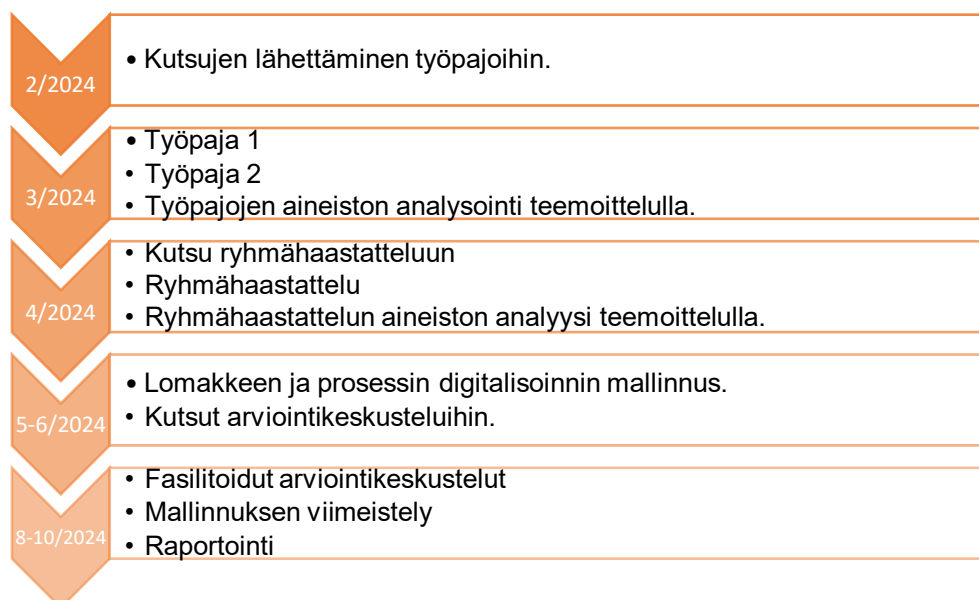 2/2024
• Kutsujen lähettäminen työpajoihin.
3/2024
• Työpaja 1
• Työpaja 2
• Työpajojen aineiston analysointi teemoittelulla.
4/2024
• Kutsu ryhmähaastatteluun
• Ryhmähaastattelu
• Ryhmähaastattelun aineiston analyysi teemoittelulla.
5-6/2024
• Lomakkeen ja prosessin digitalisoinnin mallinnus.
• Kutsut arviointikeskusteluihin.
8-10/2024
• Fasilitoidut arviointikeskustelut
• Mallinnuksen viimeistely
• Raportointi